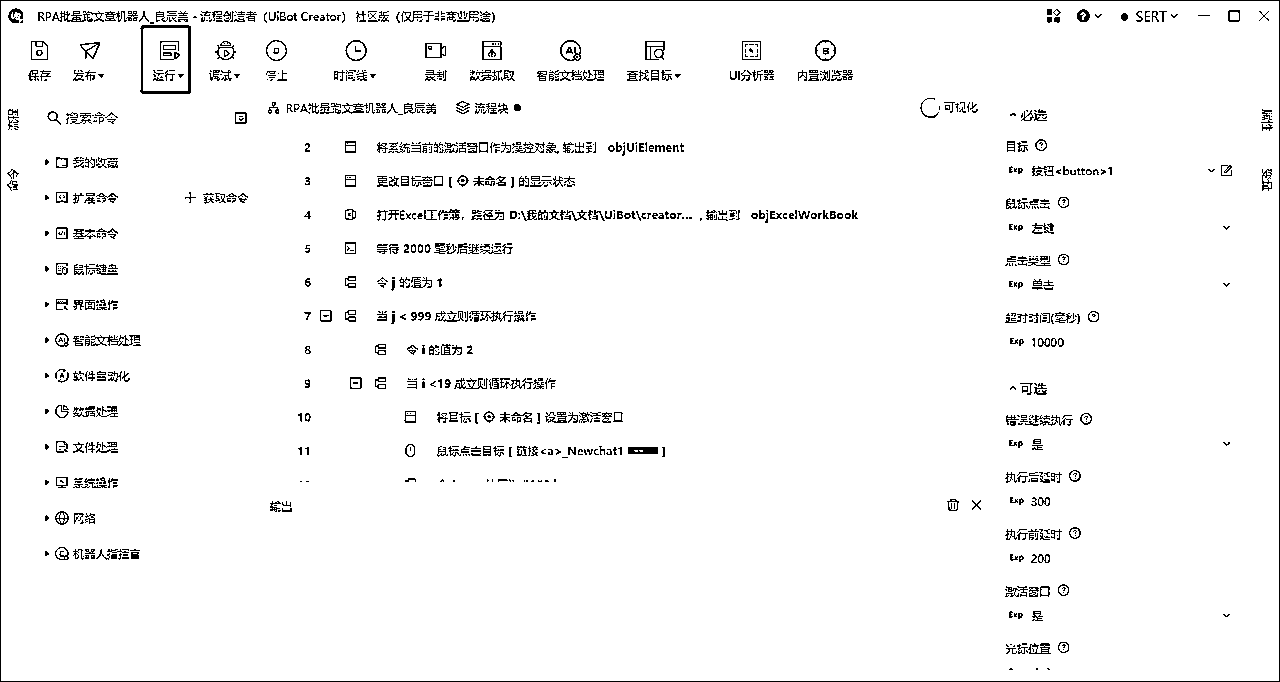 RPA批量跑文章机器人_良辰美 - 流程创造者（UiBot Creator） 社区版（仅用于非商业用途）
SERT
保存 发布 运行 调试 停止 时间线 录制 数据抓取 智能文档处理 查找目标 UI分析器 内置浏览器
搜索命令
我的收藏
扩展命令 获取命令
基本命令
鼠标键盘
界面操作
智能文档处理
软件自动化
数据处理
文件处理
系统操作
网络
机器人指挥官
命令
RPA批量跑文章机器人_良辰美 流程块 可视化
2 将系统当前的激活窗口作为操控对象, 输出到 objUiElement
3 更改目标窗口 [ 未命名 ] 的显示状态
4 打开Excel工作簿，路径为 D:\我的文档\文档\UiBot\creator... , 输出到 objExcelWorkBook
5 等待 2000 毫秒后继续运行
6 令 j 的值为 1
7 当 j < 999 成立则循环执行操作
8 令 i 的值为 2
9 当 i <19 成立则循环执行操作
10 将目标 [ 未命名 ] 设置为激活窗口
11 鼠标点击目标 [ 链接<a>_Newchat1 ]
输出
必选
目标
Exp 按钮<button>1
鼠标点击
Exp 左键
点击类型
Exp 单击
超时时间(毫秒)
Exp 10000
可选
错误继续执行
Exp 是
执行后延时
Exp 300
执行前延时
Exp 200
激活窗口
Exp 是
光标位置
属性